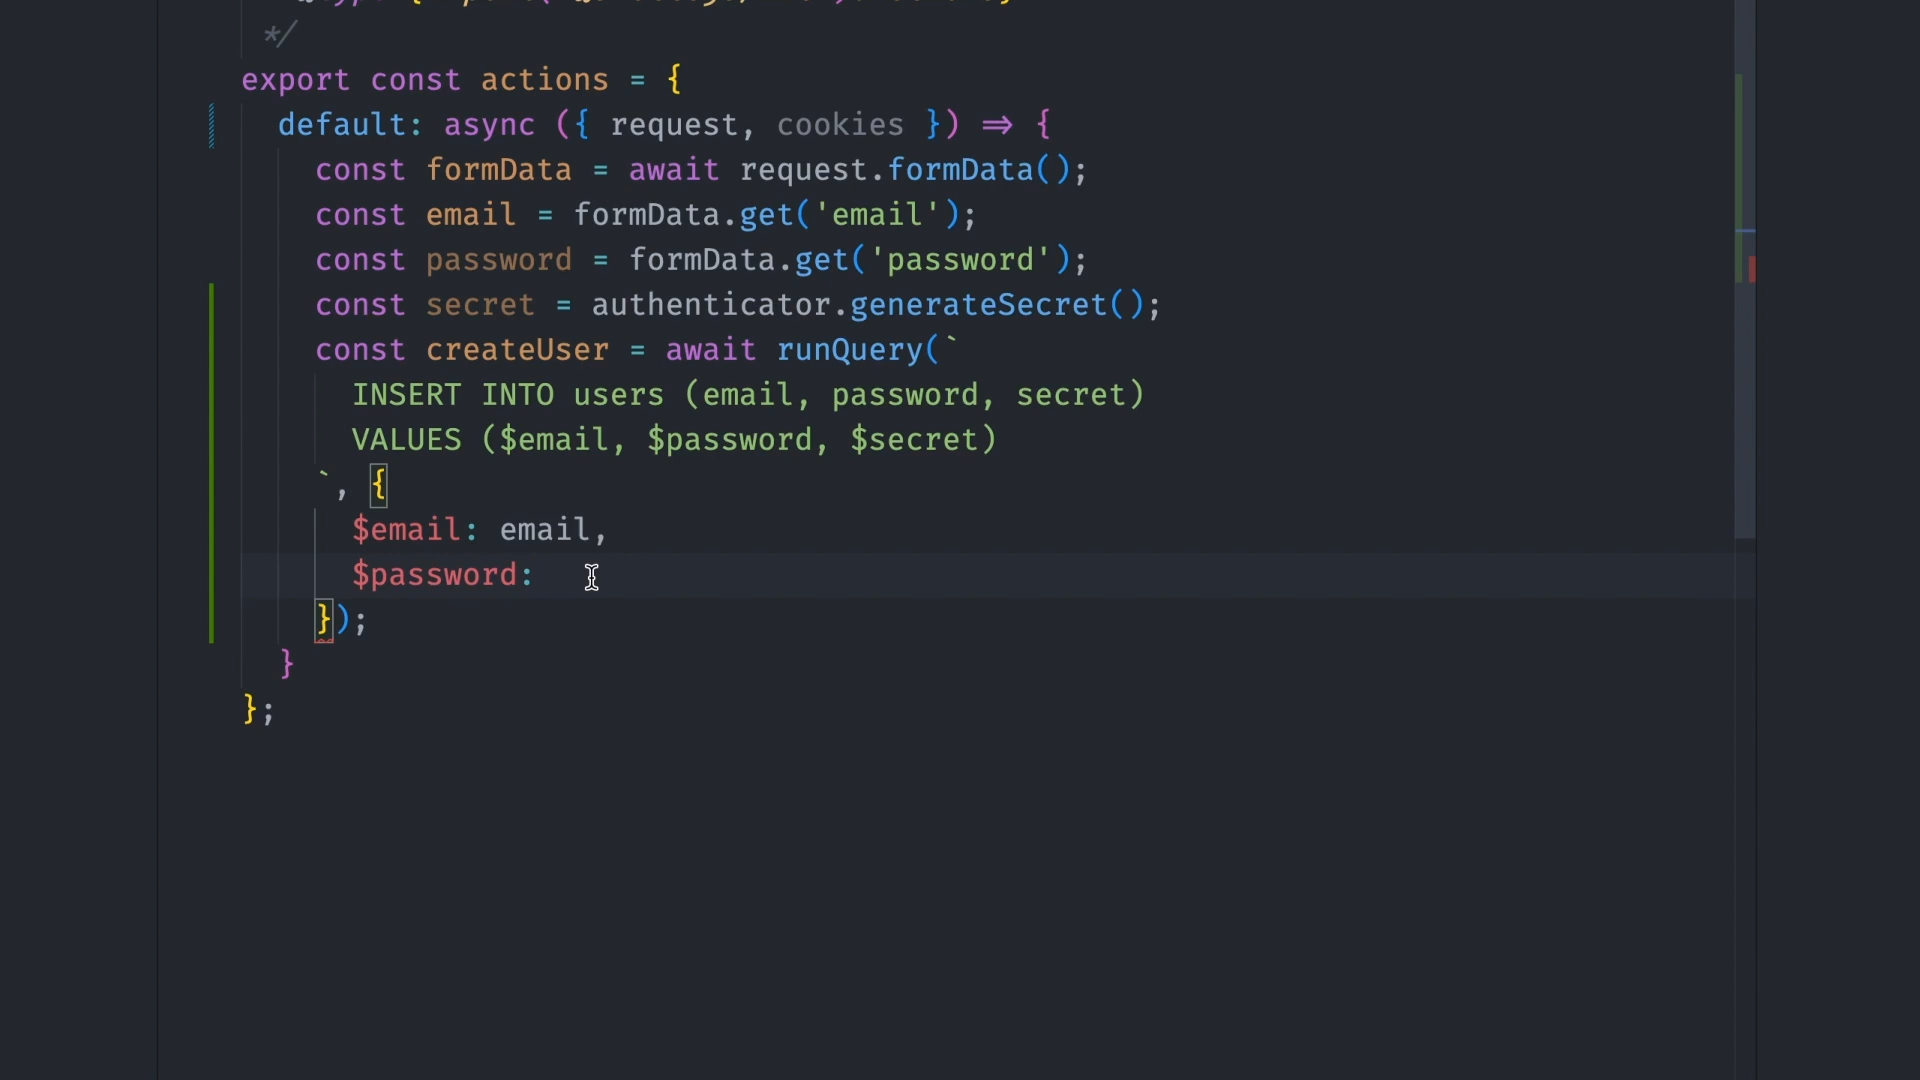 */
export const actions = {
default: async ({ request, cookies }) => {
const formData = await request.formData();
const email = formData.get('email');
const password = formData.get('password');
const secret = authenticator.generateSecret();
const createUser = await runQuery(`
INSERT INTO users (email, password, secret)
VALUES ($email, $password, $secret)
`, {
$email: email,
$password:
});
}
};